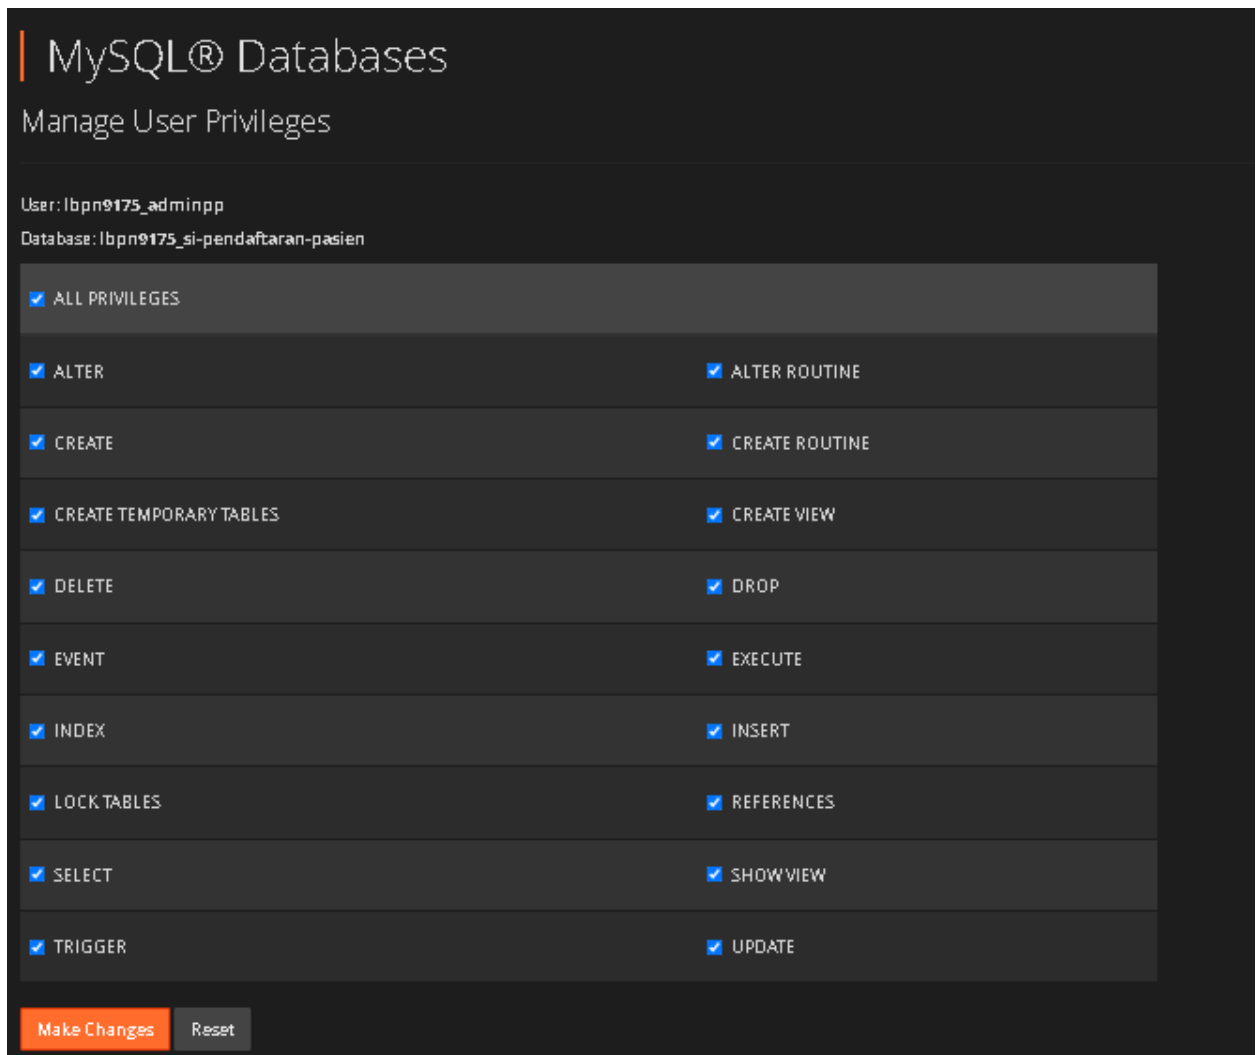 MySQL® Databases
Manage User Privileges
User: lbpn9175_adminpp
Database: lbpn9175_si-pendaftaran-pasien
ALL PRIVILEGES
ALTER ALTER ROUTINE
CREATE CREATE ROUTINE
CREATE TEMPORARY TABLES CREATE VIEW
DELETE DROP
EVENT EXECUTE
INDEX INSERT
LOCK TABLES REFERENCES
SELECT SHOW VIEW
TRIGGER UPDATE
Make Changes Reset